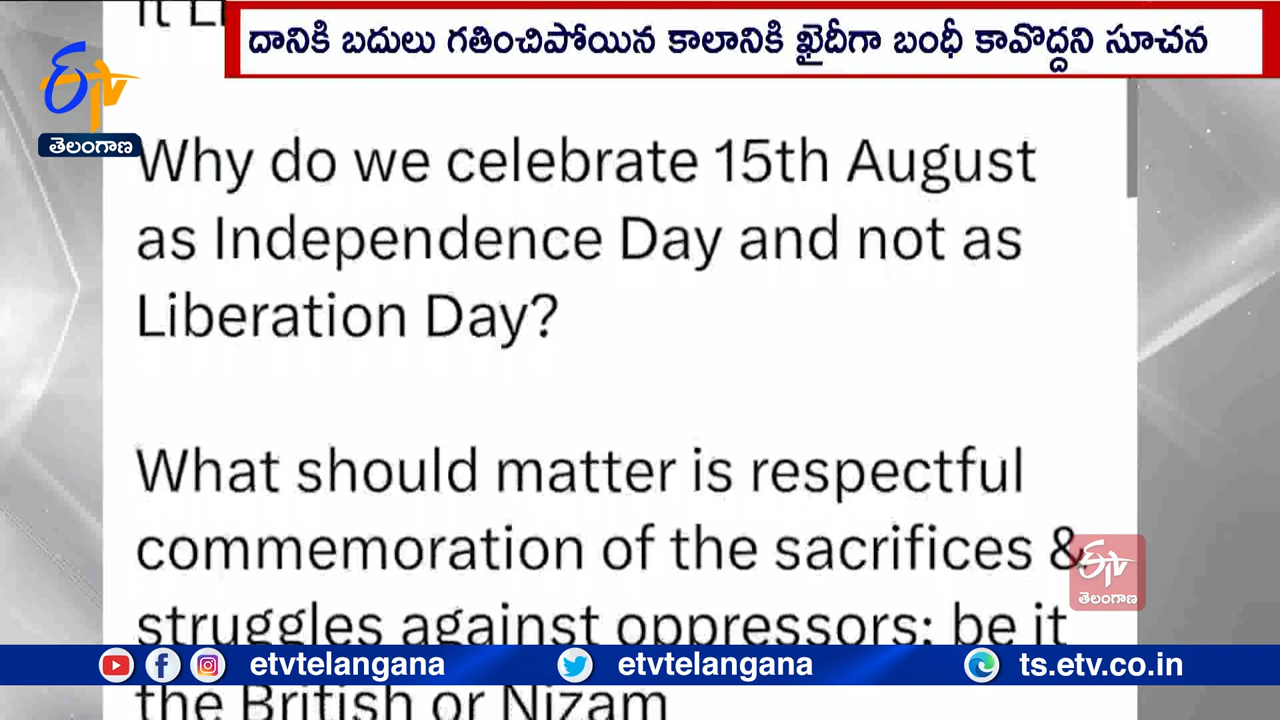 దానికి బదులు గతించిపోయిన కాలానికి ఖైదీగా బంధీ కావొద్దని సూచన
ETV
తెలంగాణ
Why do we celebrate 15th August
as Independence Day and not as
Liberation Day?
What should matter is respectful
commemoration of the sacrifices &
struggles against oppressors; be it
the British or Nizam
ETV
తెలంగాణ
etvtelangana
etvtelangana
ts.etv.co.in